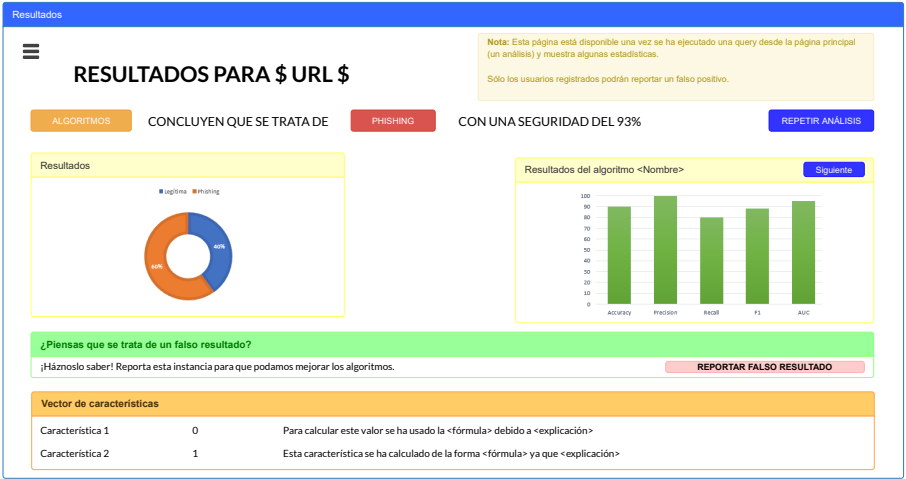 Resultados
Nota: Esta página está disponible una vez se ha ejecutado una query desde la página principal
(un análisis) y muestra algunas estadísticas.
Sólo los usuarios registrados podrán reportar un falso positivo.
RESULTADOS PARA $ URL $
ALGORITMOS CONCLUYEN QUE SE TRATA DE PHISHING CON UNA SEGURIDAD DEL 93% REPETIR ANÁLISIS
Resultados
Legítima Phishing
40%
60%
Resultados del algoritmo <Nombre> Siguiente
100
90
80
70
60
50
40
30
20
10
0
Accuracy Precision Recall F1 AUC
¿Piensas que se trata de un falso resultado?
¡Háznoslo saber! Reporta esta instancia para que podamos mejorar los algoritmos. REPORTAR FALSO RESULTADO
Vector de características
Característica 1 0 Para calcular este valor se ha usado la <fórmula> debido a <explicación>
Característica 2 1 Esta característica se ha calculado de la forma <fórmula> ya que <explicación>